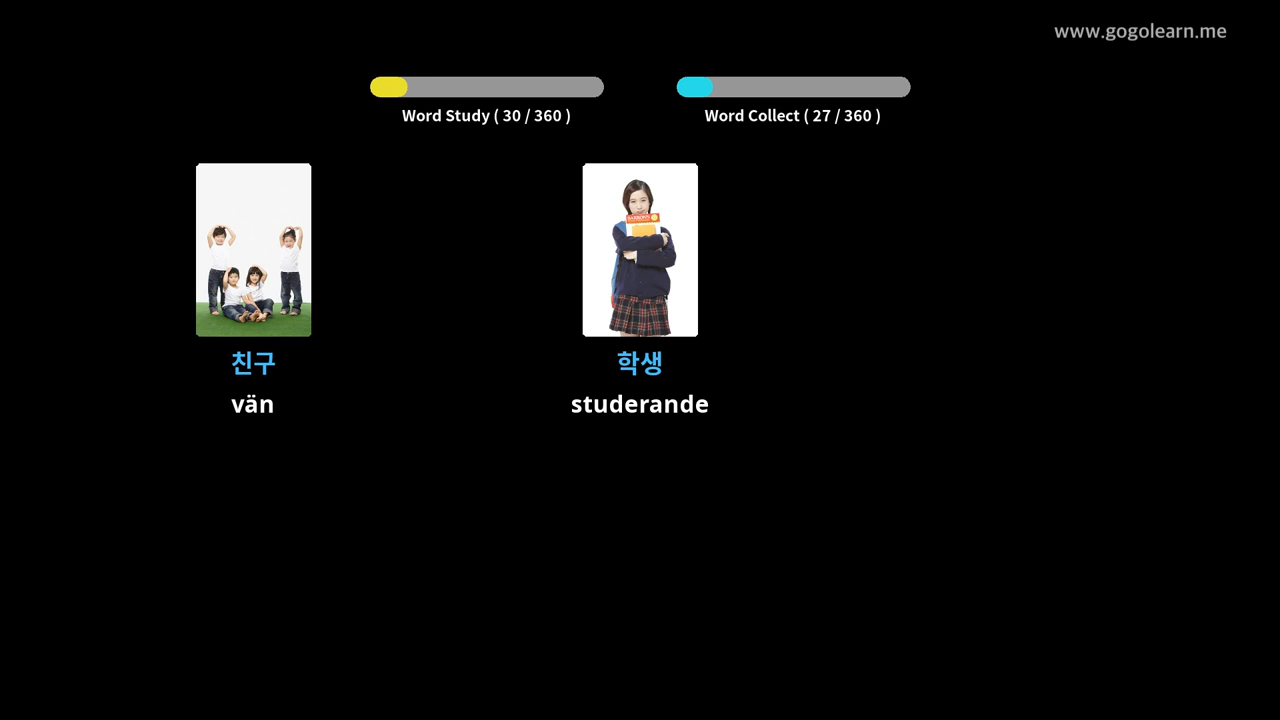 www.gogolearn.me
Word Study ( 30 / 360 )
Word Collect ( 27 / 360 )
친구
vän
학생
studerande